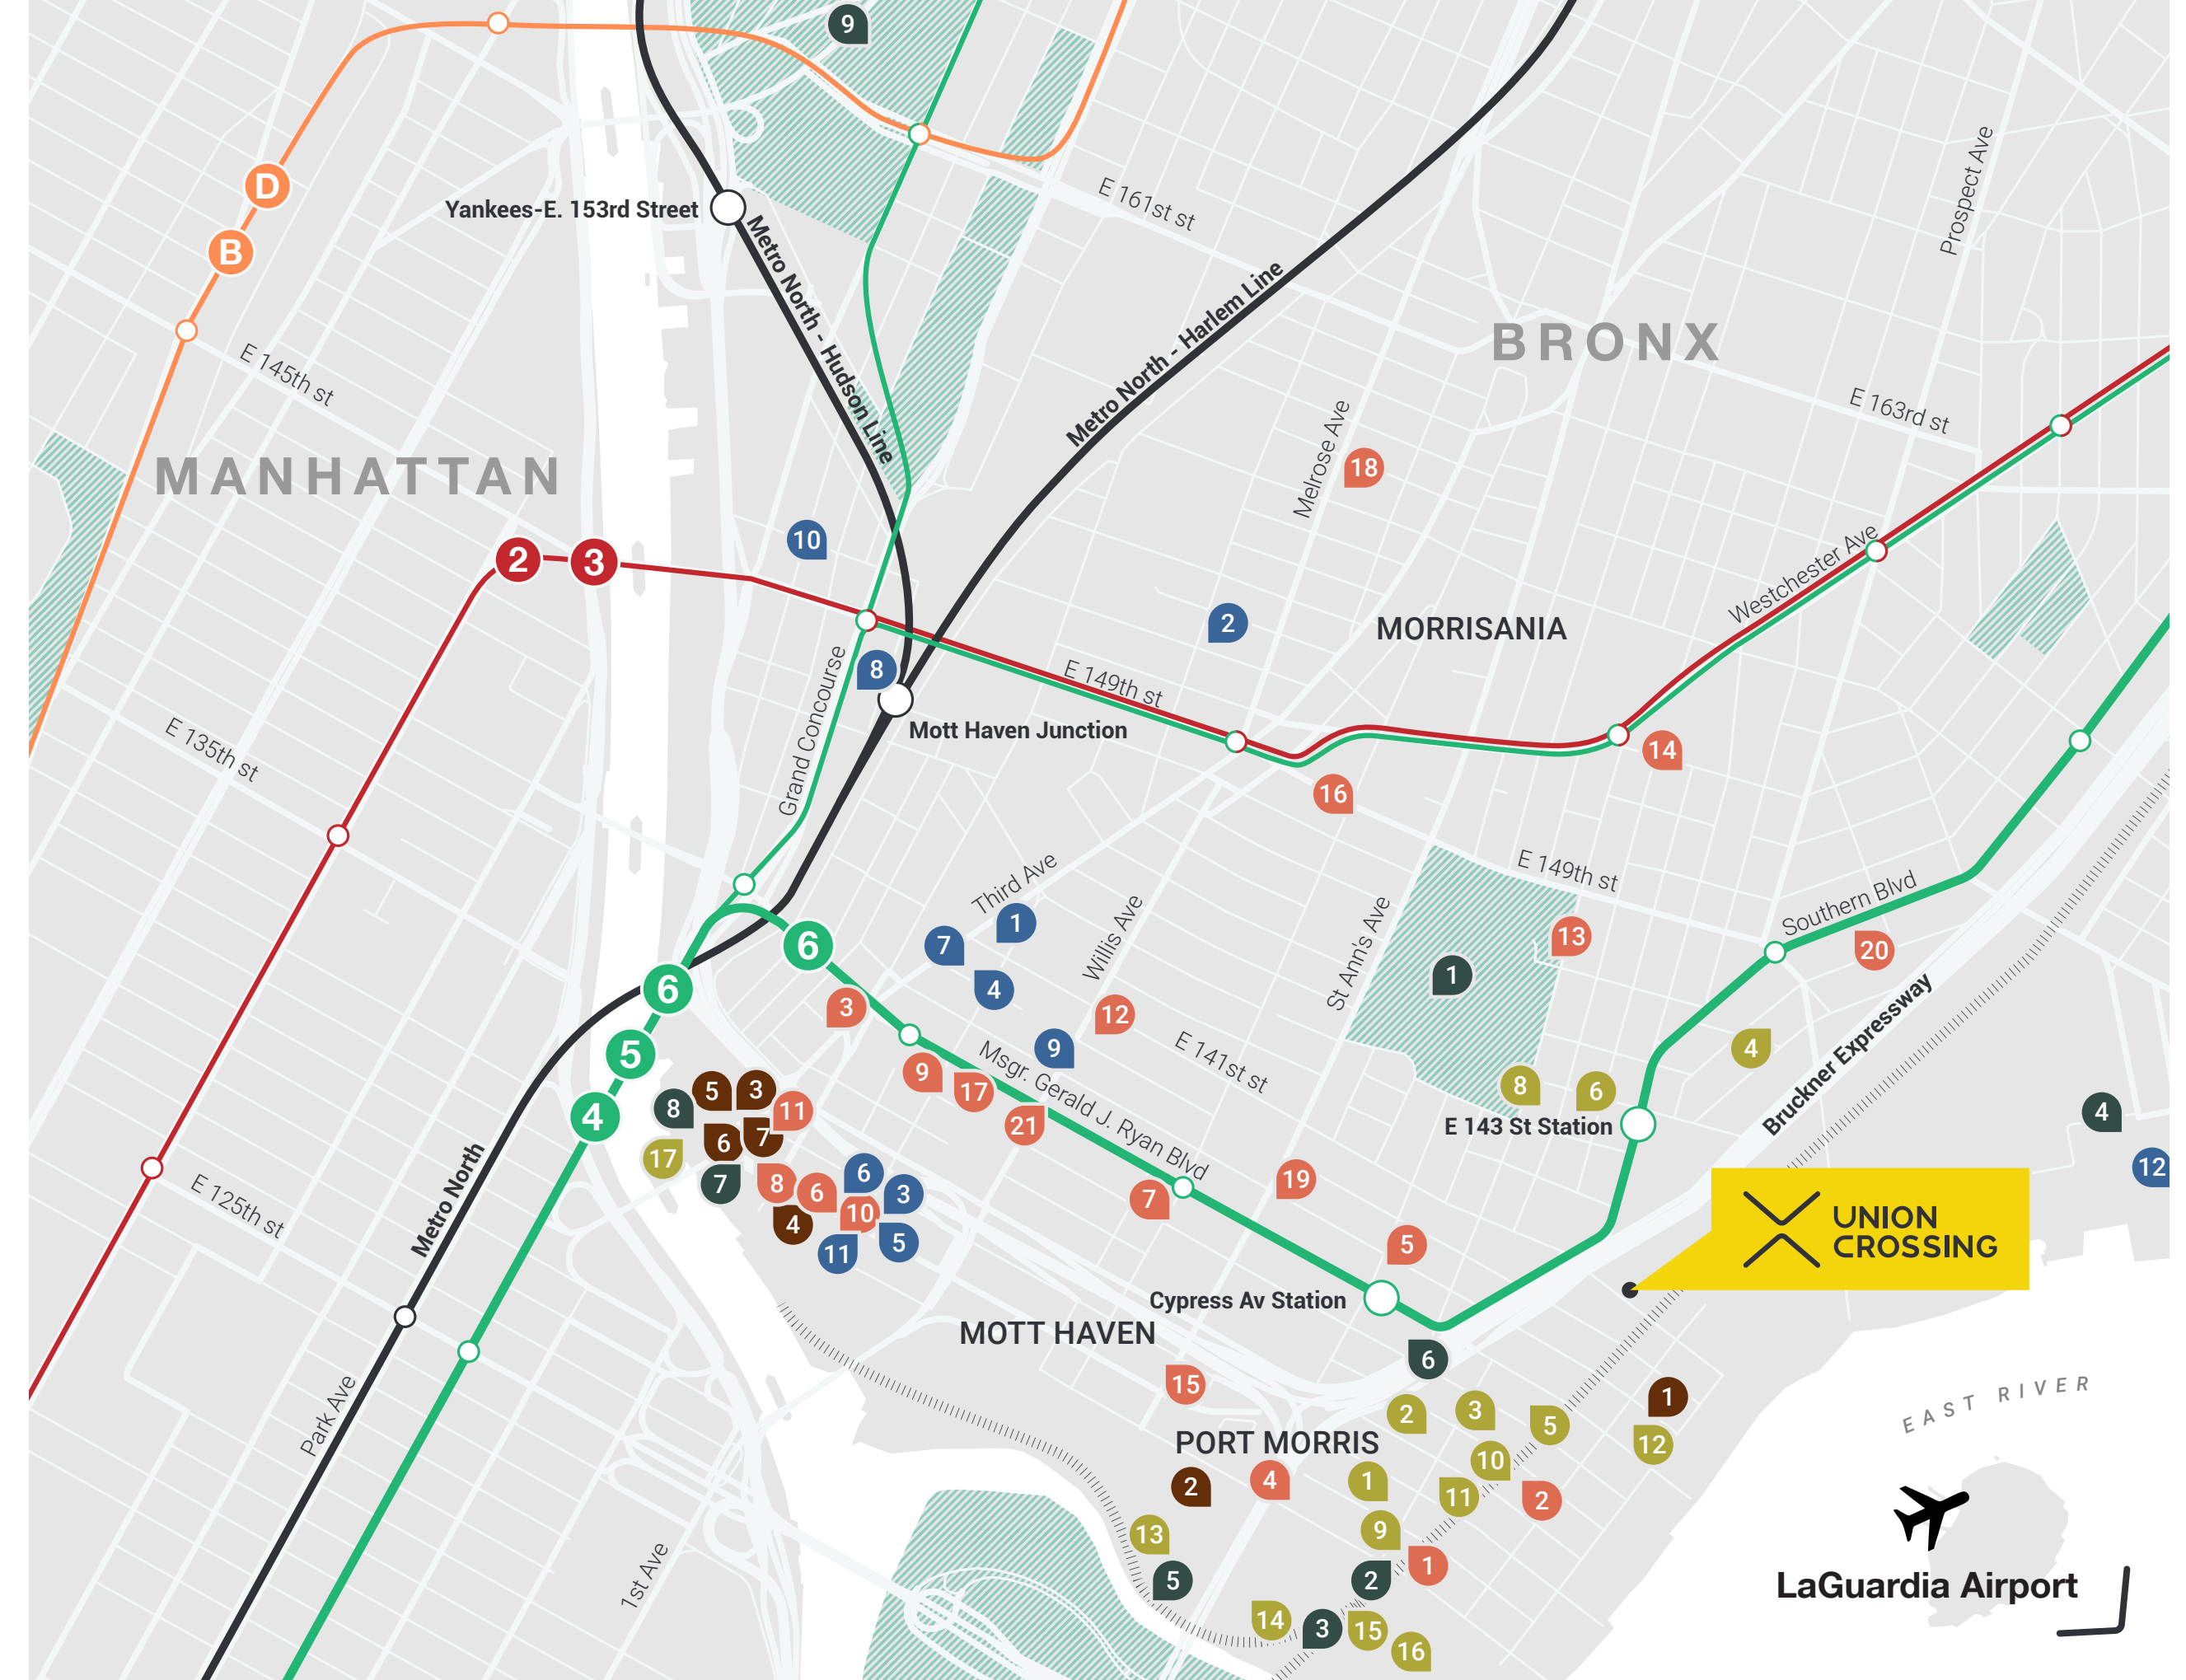 9
D
B
Yankees-E. 153rd Street
E 161st st
Prospect Ave
Metro North - Hudson Line
Metro North - Harlem Line
BRONX
E 145th st
E 163rd st
MANHATTAN
Melrose Ave
18
10
2
3
Westchester Ave
2
MORRISANIA
8
E 149th st
Grand Concourse
Mott Haven Junction
E 135th st
14
16
Third Ave
E 149th st
Southern Blvd
1
7
4
Willis Ave
St Ann's Ave
1
13
20
6
6
3
12
9
5
4
E 141st st
Msgr. Gerald J. Ryan Blvd
9
17
21
4
8
6
E 143 St Station
Bruckner Expressway
4
12
8
5
3
11
6
7
17
7
8
6
6
3
10
4
11
5
7
19
5
E 125th st
Metro North
UNION
CROSSING
Cypress Av Station
MOTT HAVEN
6
15
2
3
5
1
12
EAST RIVER
Park Ave
PORT MORRIS
10
2
4
1
11
2
13
9
5
2
1
1st Ave
14
3
15
16
LaGuardia Airport